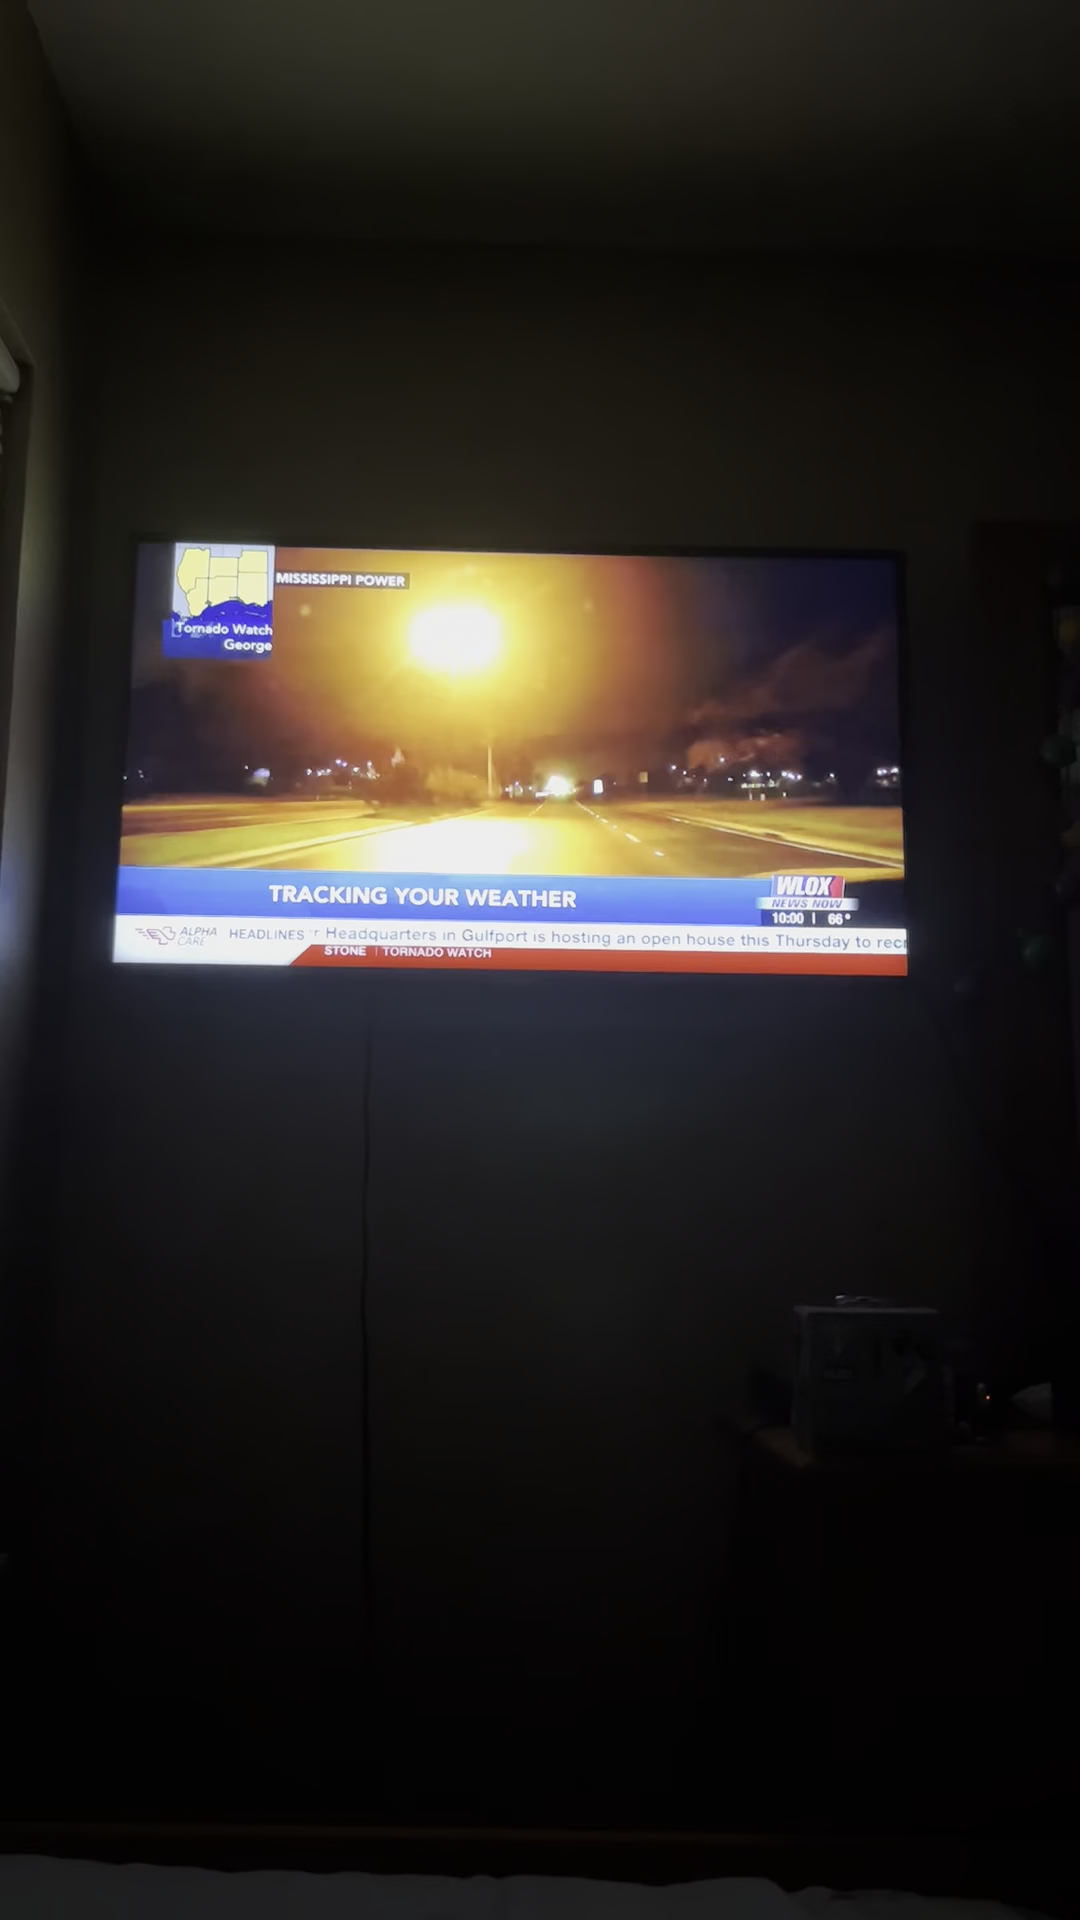 MISSISSIPPI POWER
Tornado Watch
George
TRACKING YOUR WEATHER
WLOX
NEWS NOW
10:00 | 66°
ALPHA
CARE
HEADLINES
Headquarters in Gulfport is hosting an open house this Thursday to recr
STONE | TORNADO WATCH